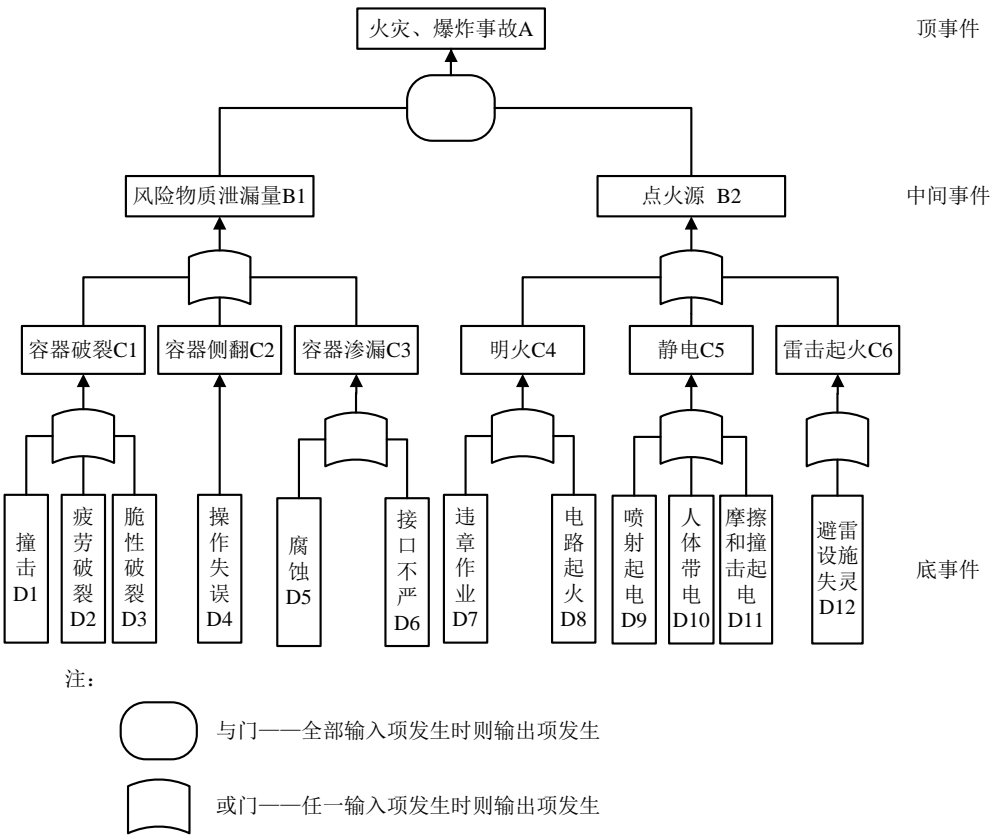 火灾、爆炸事故A
顶事件
风险物质泄漏量B1
点火源 B2
中间事件
容器破裂C1
容器侧翻C2
容器渗漏C3
明火C4
静电C5
雷击起火C6
撞击D1
疲劳破裂D2
脆性破裂D3
操作失误D4
腐蚀D5
接口不严D6
违章作业D7
电路起火D8
喷射起电D9
人体带电D10
摩擦和撞击起电D11
避雷设施失灵D12
底事件
注：
与门——全部输入项发生时则输出项发生
或门——任一输入项发生时则输出项发生